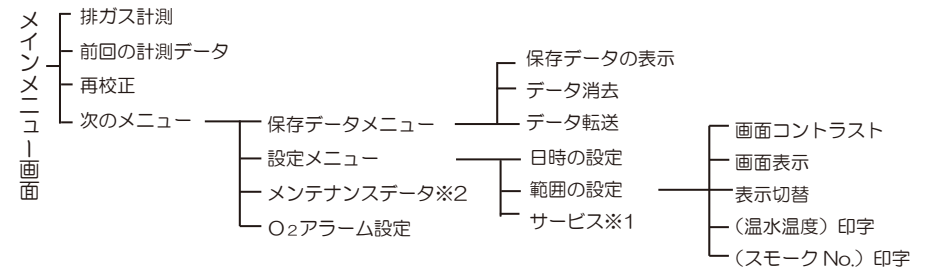 メインメニュー画面
排ガス計測
前回の計測データ
再校正
次のメニュー
保存データメニュー
設定メニュー
メンテナンスデータ※2
O2アラーム設定
保存データの表示
データ消去
データ転送
日時の設定
範囲の設定
サービス※1
画面コントラスト
画面表示
表示切替
（温水温度）印字
（スモークNo.）印字